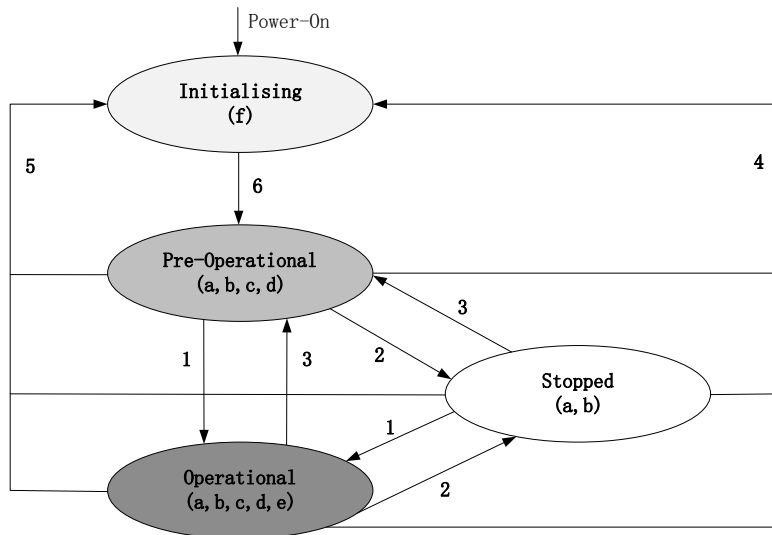 Power-On
Initialising
(f)
5
4
6
Pre-Operational
(a,b,c,d)
3
1
3
2
Stopped
(a,b)
1
Operational
(a,b,c,d,e)
2